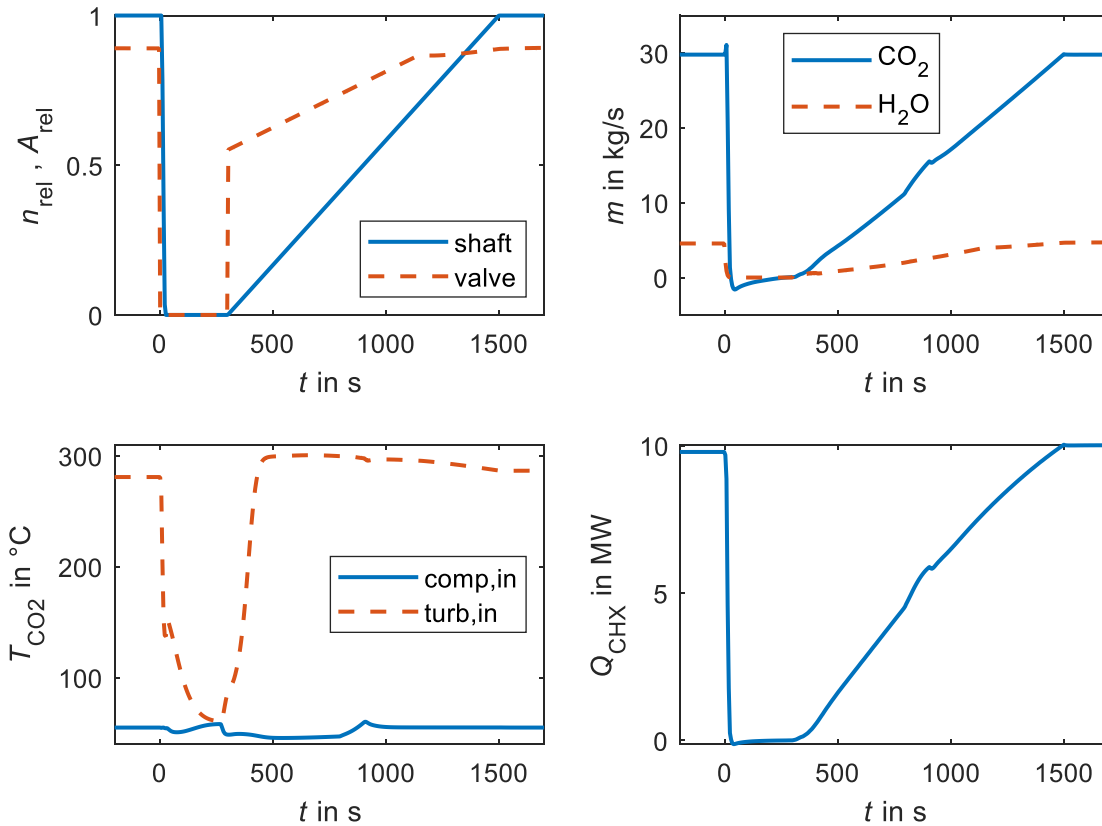 1
0.5
0
n_rel , A_rel
shaft
valve
0 500 1000 1500
t in s
30
20
10
0
m in kg/s
CO_2
H_2O
0 500 1000 1500
t in s
300
200
100
T_CO2 in °C
comp,in
turb,in
0 500 1000 1500
t in s
10
5
0
Q_CHX in MW
0 500 1000 1500
t in s